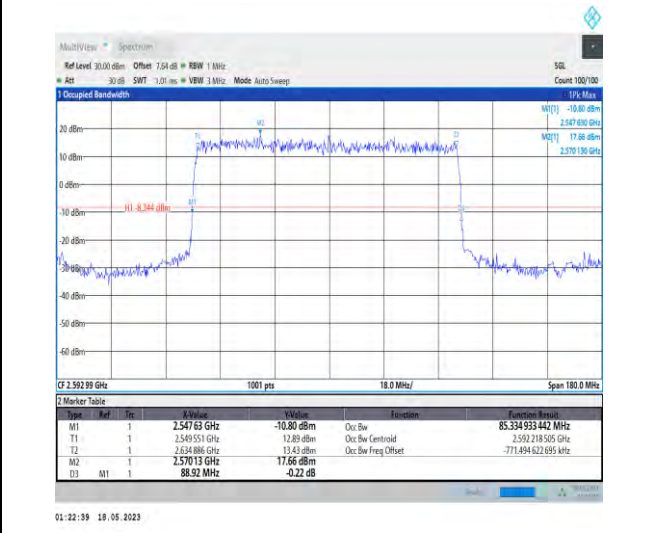 MultiView Spectrum
Ref Level 30.00 dBm Offset 7.64 dB RBW 1 MHz SGL
Att 30 dB SWT 1.01 ms VBW 3 MHz Mode Auto Sweep Count 100/100
1 Occupied Bandwidth 1Pk Max
M1[1] -10.80 dBm
2.547 630 GHz
M2[1] 17.66 dBm
2.570 130 GHz
M2
T1
20 dBm
10 dBm
0 dBm
M1
H1 -8.344 dBm
-10 dBm
-20 dBm
-30 dBm
-40 dBm
-50 dBm
-60 dBm
CF 2.592 99 GHz 1001 pts 18.0 MHz/ Span 180.0 MHz
2 Marker Table
Type Ref Trc X-Value Y-Value Function Function Result
M1 1 2.547 63 GHz -10.80 dBm Occ Bw 85.334 933 442 MHz
T1 1 2.549 551 GHz 12.89 dBm Occ Bw Centroid 2.592 218 505 GHz
T2 1 2.634 886 GHz 13.43 dBm Occ Bw Freq Offset -771.494 622 695 kHz
M2 1 2.570 13 GHz 17.66 dBm
D3 M1 1 88.92 MHz -0.22 dB
01:22:39 18.05.2023